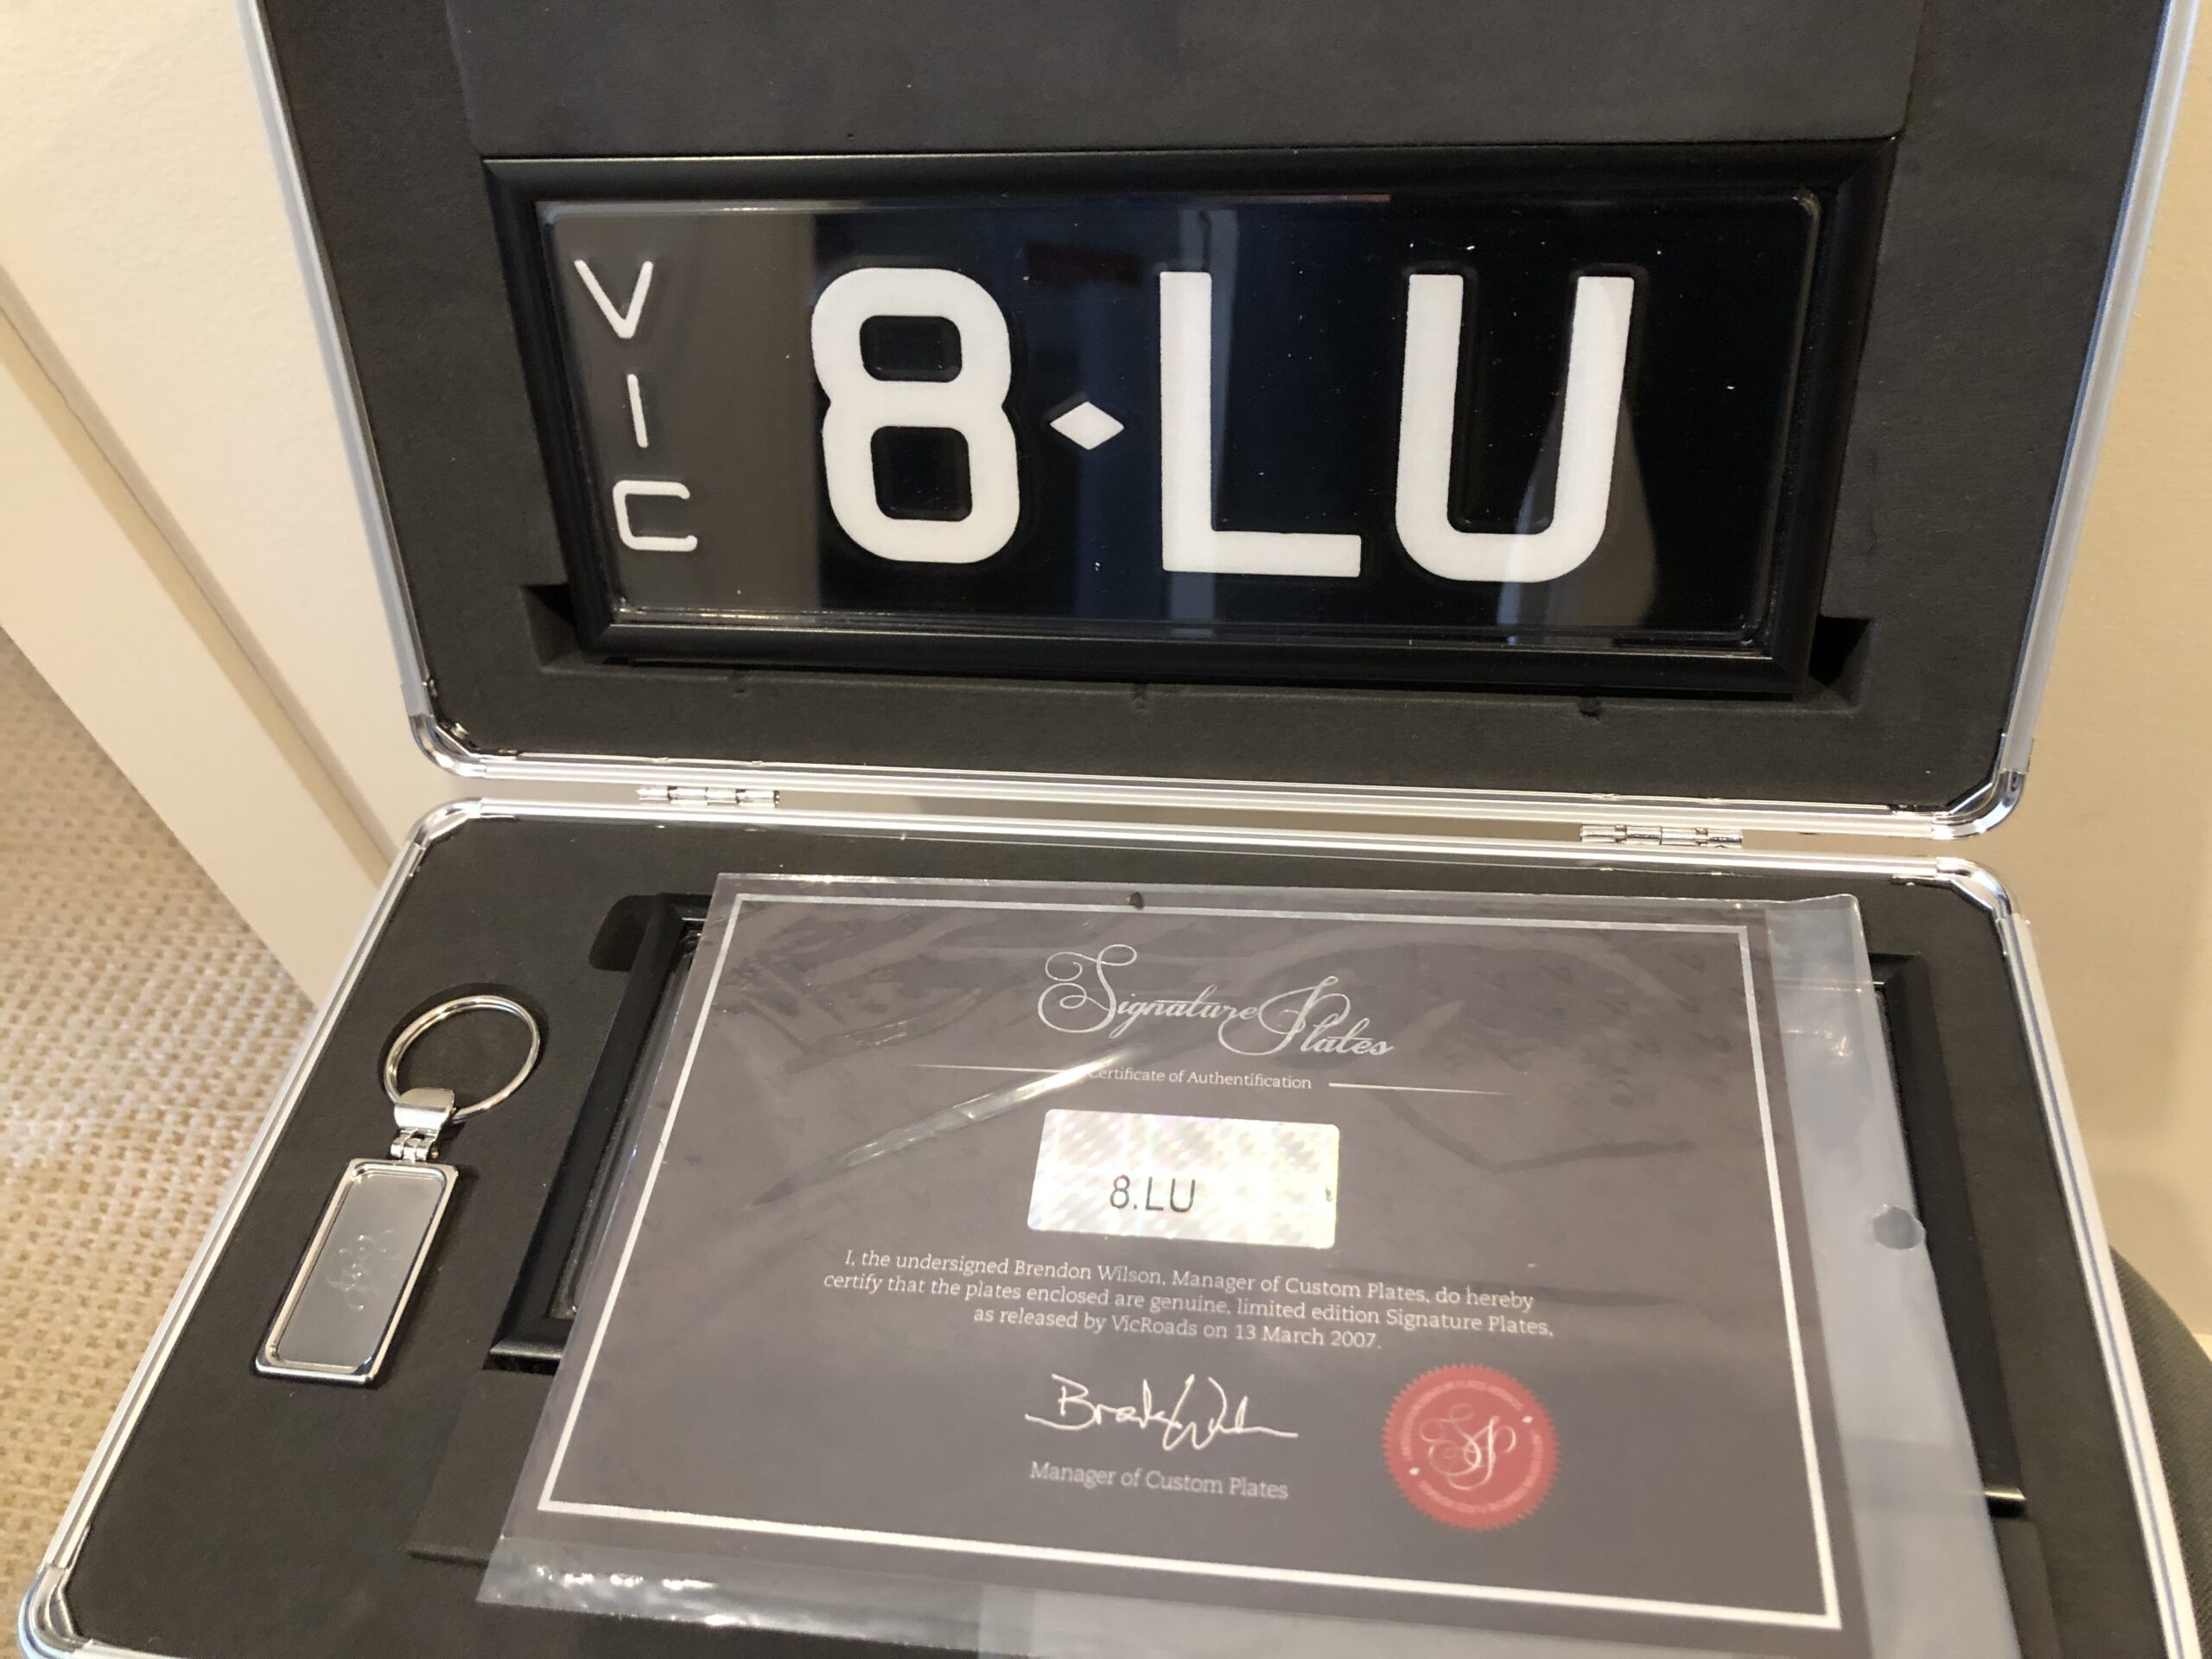 V
I
C
8♦LU
Signature Plates
Certificate of Authentification
8.LU
I, the undersigned Brendon Wilson, Manager of Custom Plates, do hereby
certify that the plates enclosed are genuine, limited edition Signature Plates,
as released by VicRoads on 13 March 2007.
Manager of Custom Plates
SP